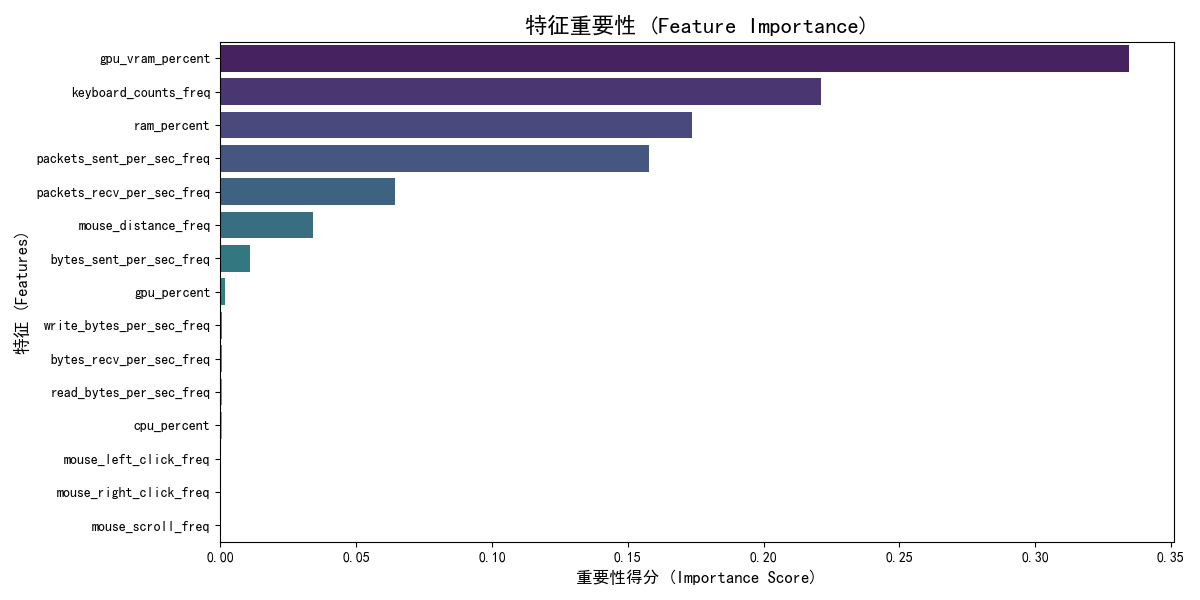 特征重要性 (Feature Importance)
特征 (Features)
gpu_vram_percent
keyboard_counts_freq
ram_percent
packets_sent_per_sec_freq
packets_recv_per_sec_freq
mouse_distance_freq
bytes_sent_per_sec_freq
gpu_percent
write_bytes_per_sec_freq
bytes_recv_per_sec_freq
read_bytes_per_sec_freq
cpu_percent
mouse_left_click_freq
mouse_right_click_freq
mouse_scroll_freq
0.00 0.05 0.10 0.15 0.20 0.25 0.30 0.35
重要性得分 (Importance Score)